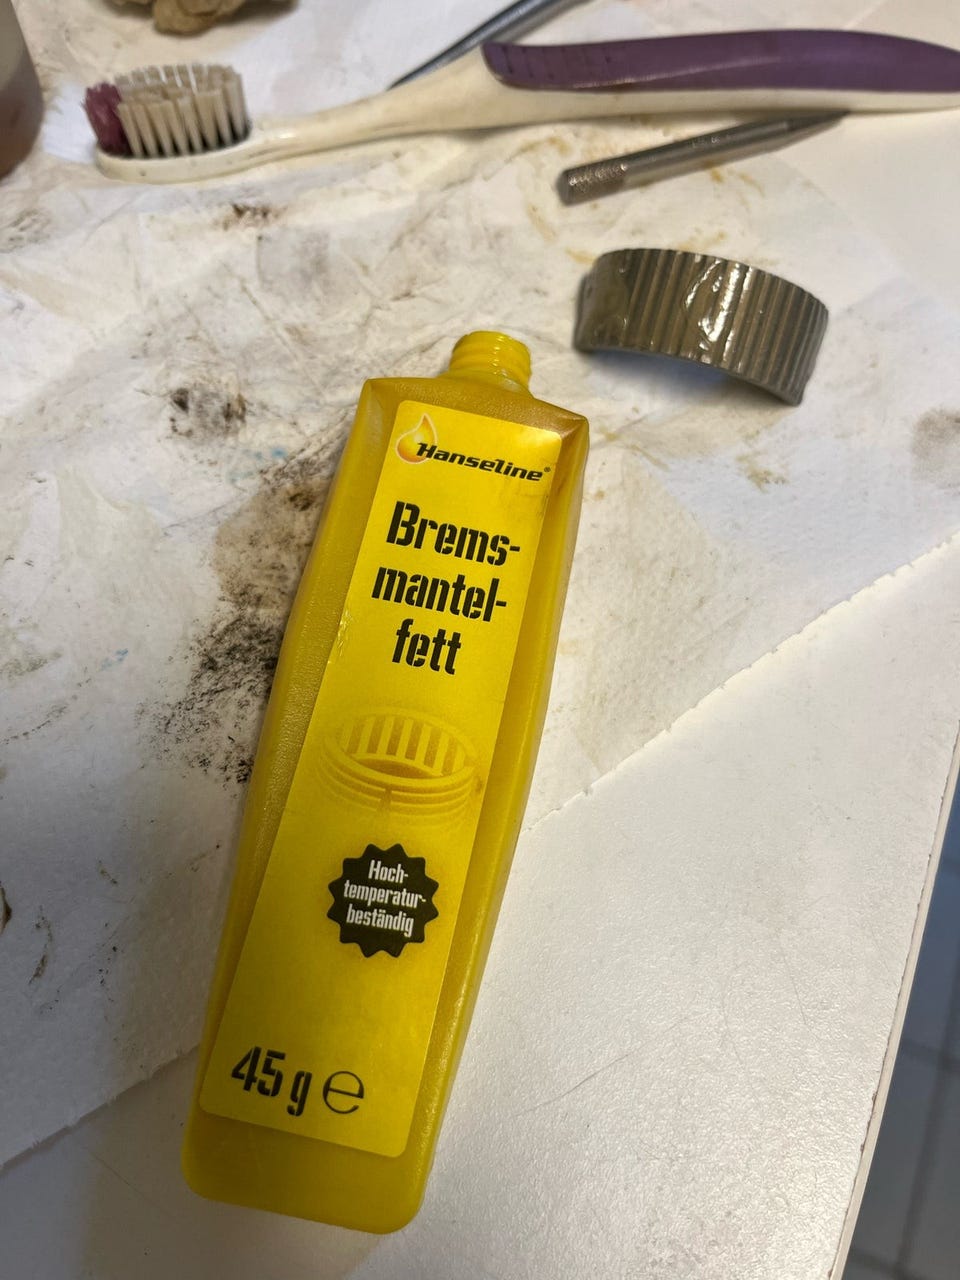 Hanseline®
Brems-
mantel-
fett
Hoch-
temperatur-
beständig
45 g ℮